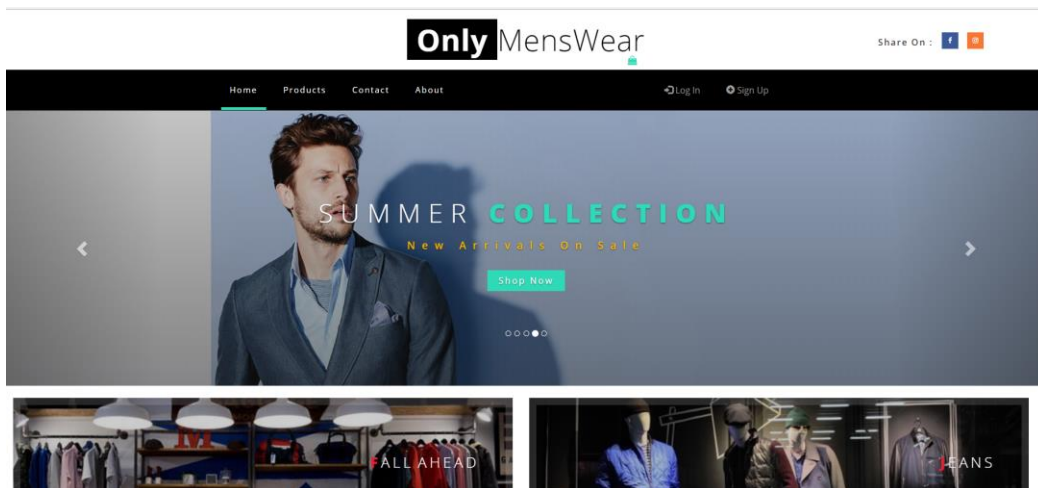 Only MensWear
Share On :
Home Products Contact About Log In Sign Up
SUMMER COLLECTION
New Arrivals On Sale
Shop Now
FALL AHEAD
JEANS